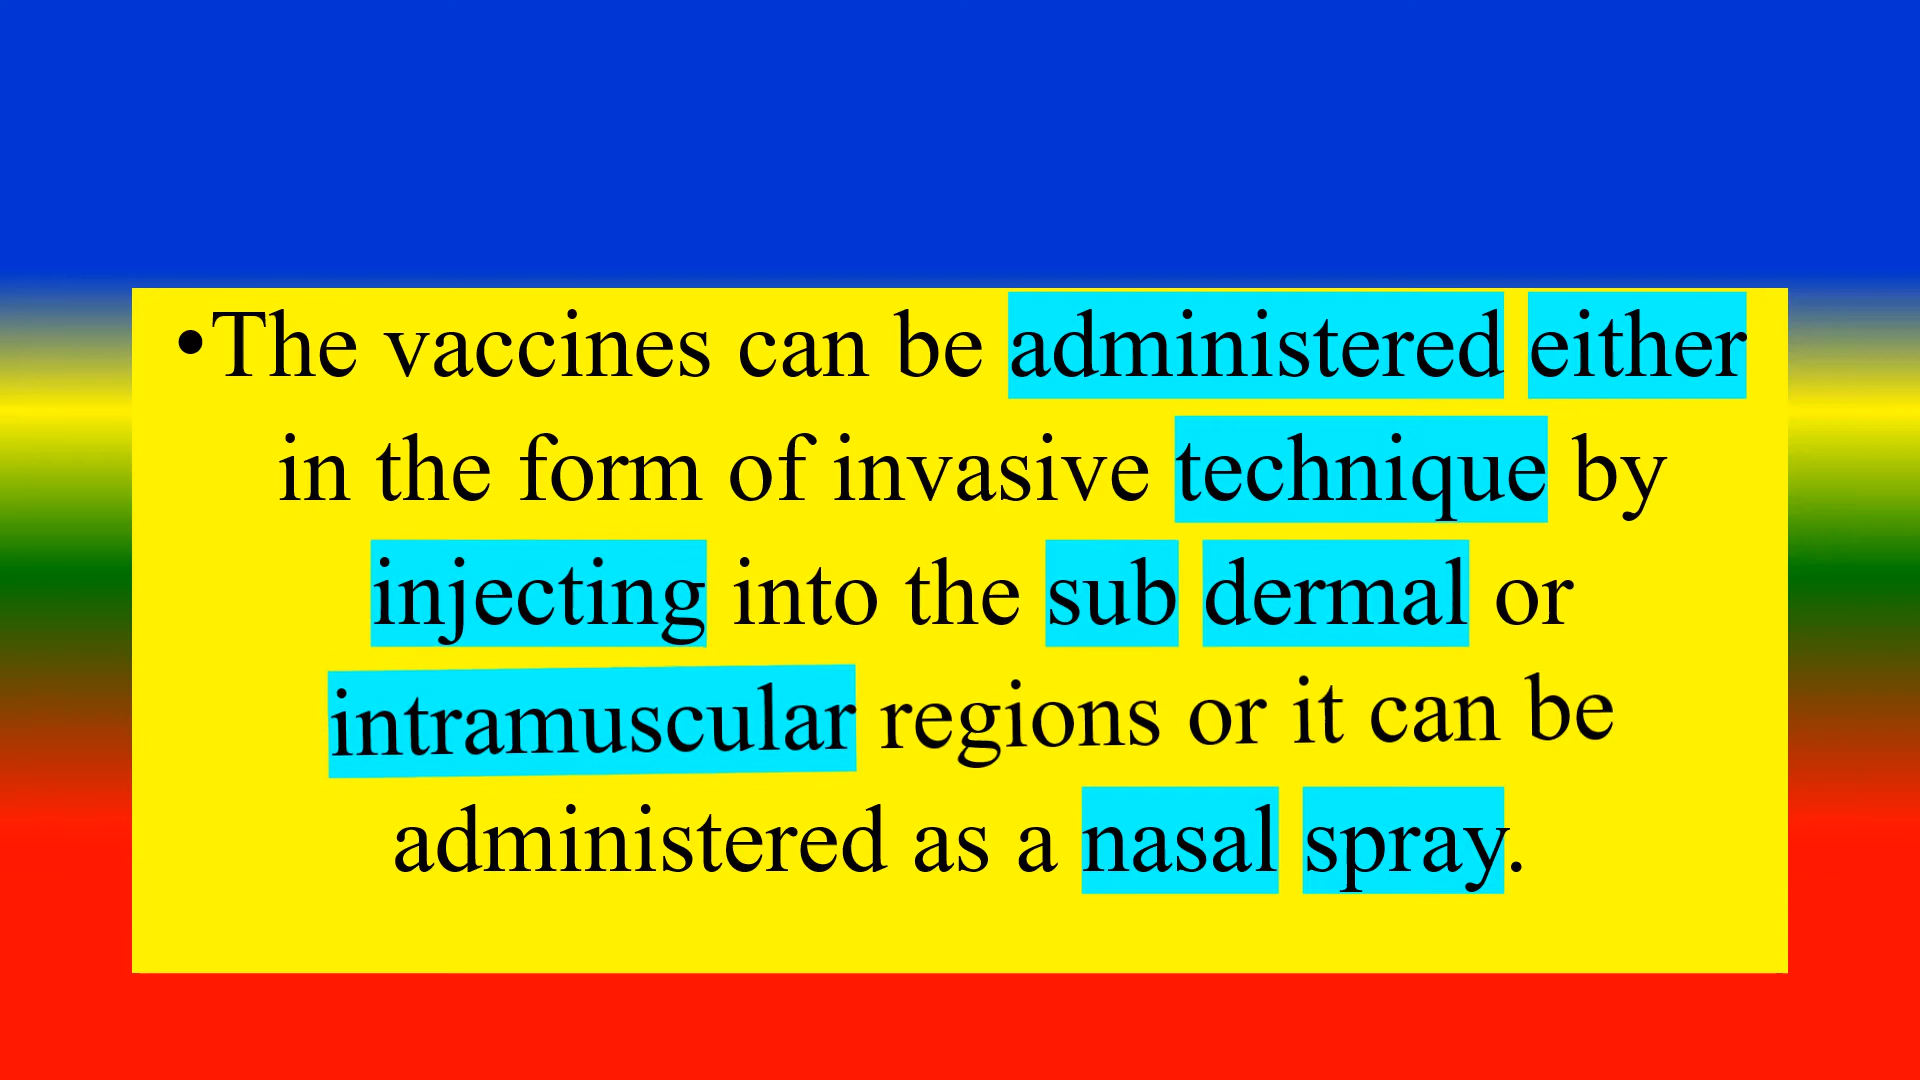 •The vaccines can be administered either
in the form of invasive technique by
injecting into the sub dermal or
intramuscular regions or it can be
administered as a nasal spray.